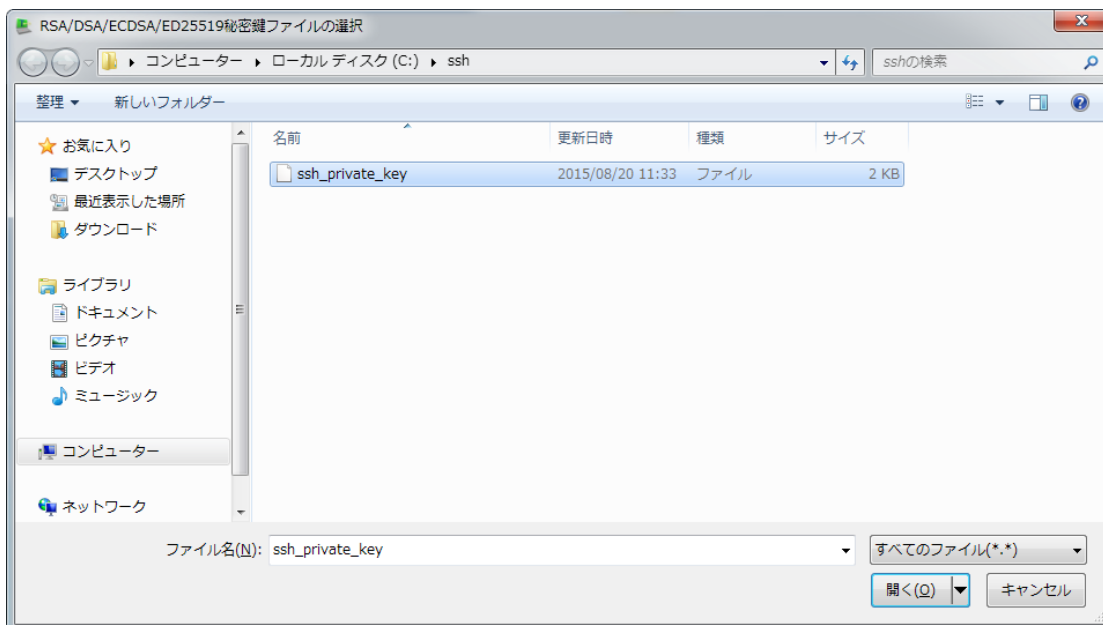 RSA/DSA/ECDSA/ED25519秘密鍵ファイルの選択
コンピューター ▸ ローカル ディスク (C:) ▸ ssh
sshの検索
整理 新しいフォルダー
お気に入り
デスクトップ
最近表示した場所
ダウンロード
ライブラリ
ドキュメント
ピクチャ
ビデオ
ミュージック
コンピューター
ネットワーク
名前 更新日時 種類 サイズ
ssh_private_key 2015/08/20 11:33 ファイル 2 KB
ファイル名(N): ssh_private_key すべてのファイル(*.*)
開く(O) キャンセル